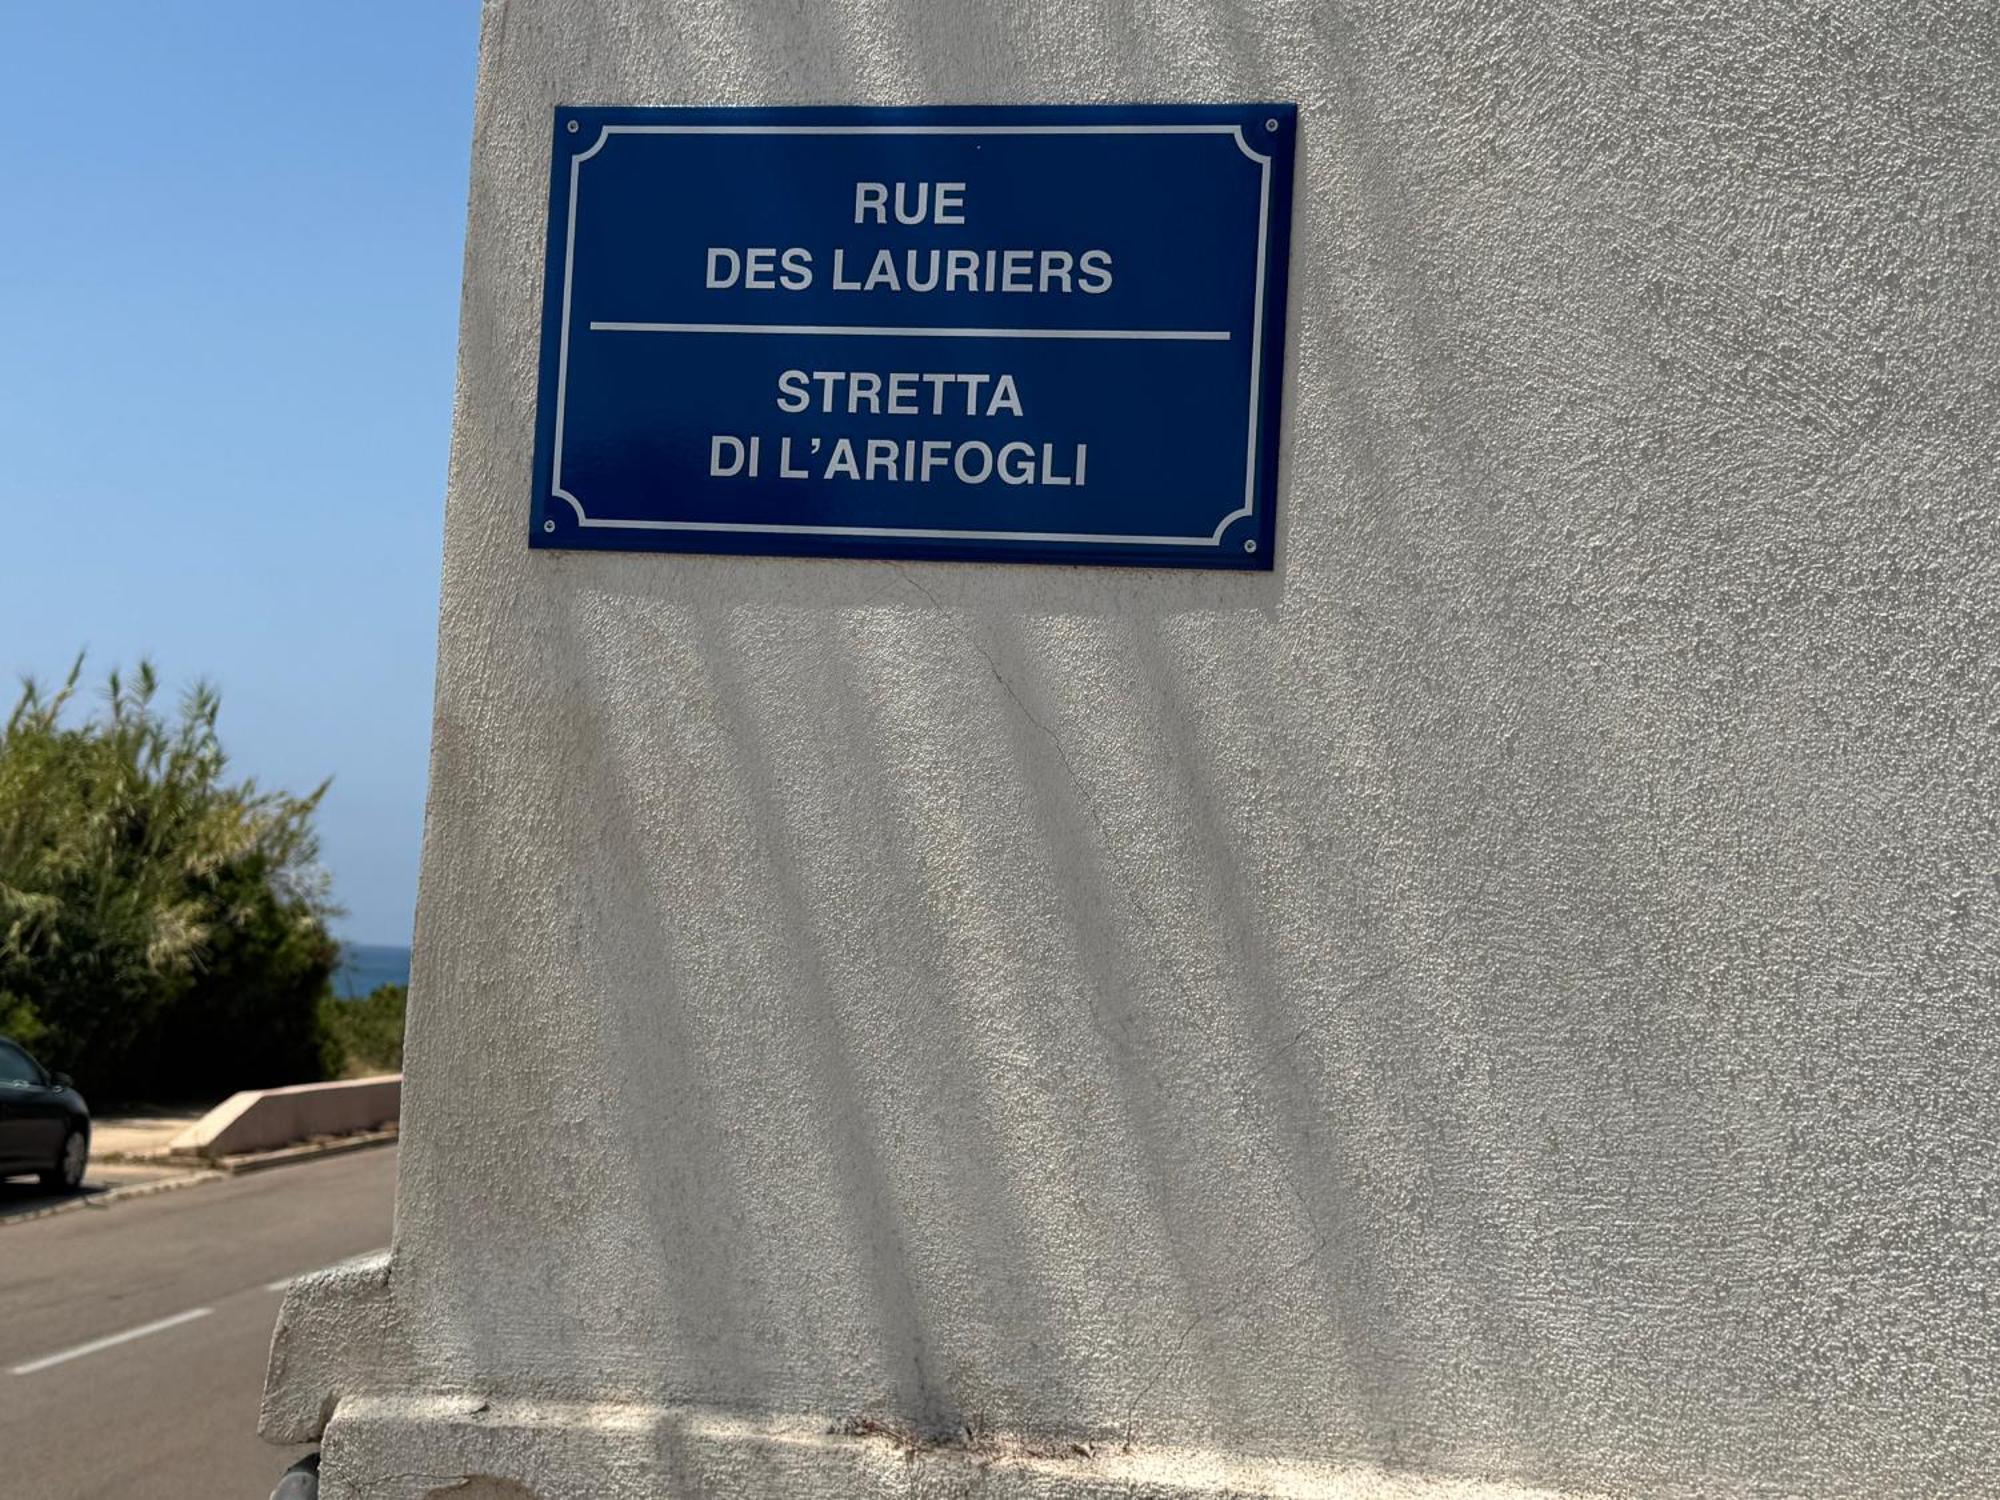 RUE
DES LAURIERS
STRETTA
DI L'ARIFOGLI